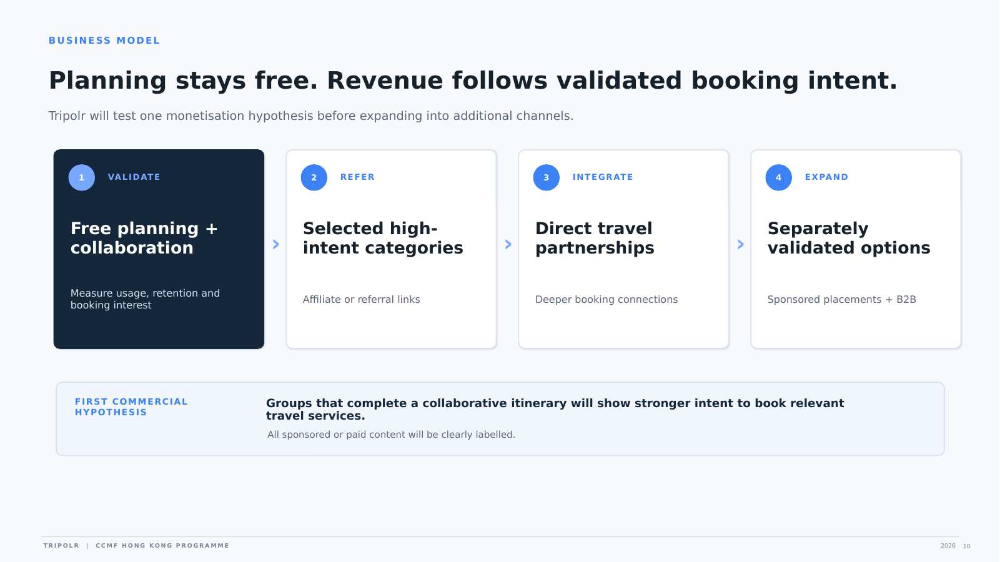 BUSINESS MODEL
Planning stays free. Revenue follows validated booking intent.
Tripolr will test one monetisation hypothesis before expanding into additional channels.
1 VALIDATE
Free planning +
collaboration
Measure usage, retention and
booking interest
›
2 REFER
Selected high-
intent categories
Affiliate or referral links
›
3 INTEGRATE
Direct travel
partnerships
Deeper booking connections
›
4 EXPAND
Separately
validated options
Sponsored placements + B2B
FIRST COMMERCIAL
HYPOTHESIS
Groups that complete a collaborative itinerary will show stronger intent to book relevant
travel services.
All sponsored or paid content will be clearly labelled.
TRIPOLR | CCMF HONG KONG PROGRAMME
2026 10